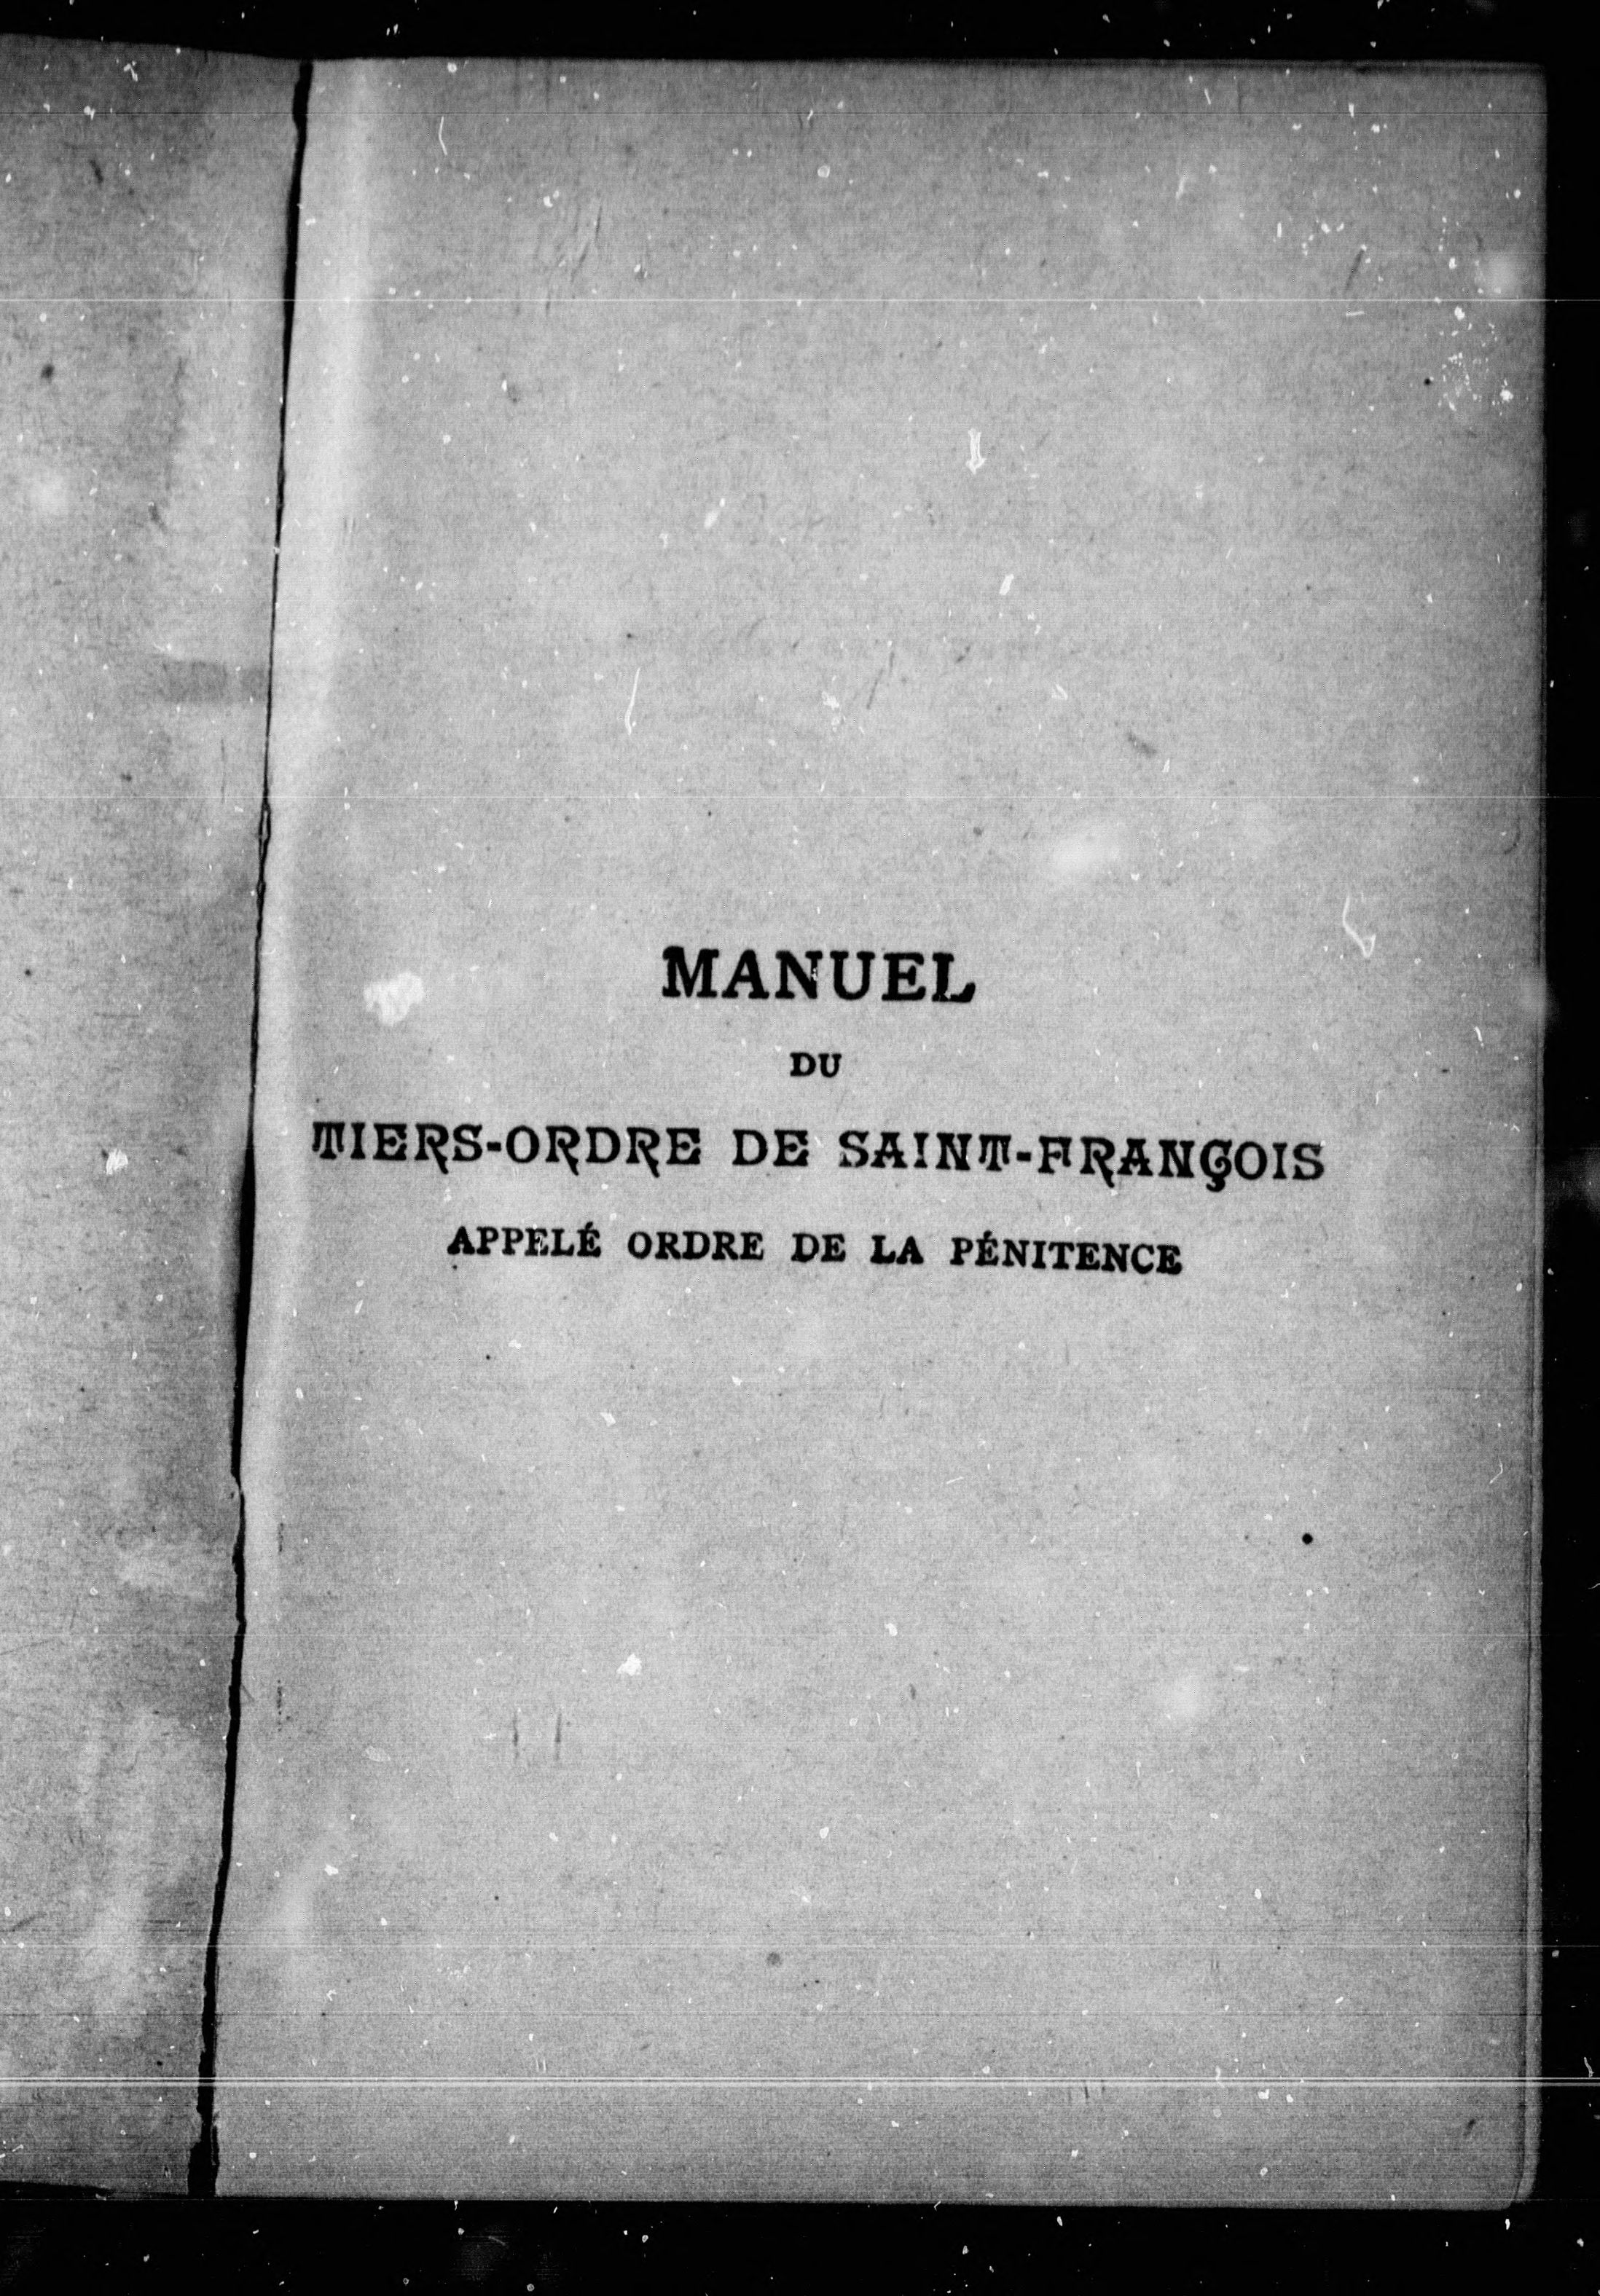 MANUEL
DU
TIERS-ORDRE DE SAINT-FRANÇOIS
APPELÉ ORDRE DE LA PÉNITENCE